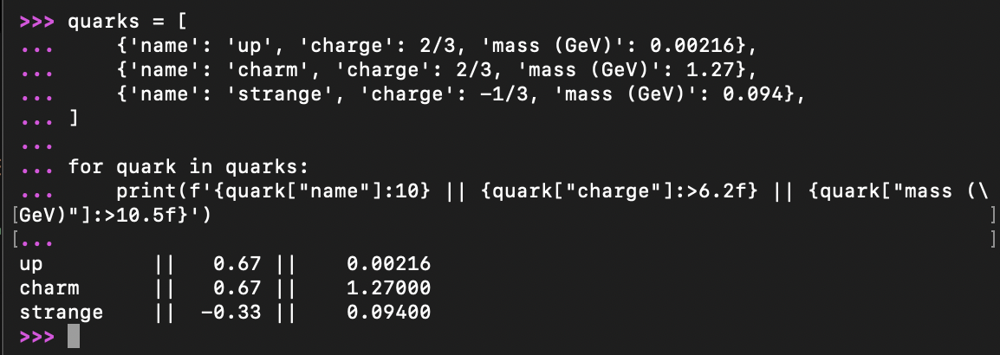 >>> quarks = [
...     {'name': 'up', 'charge': 2/3, 'mass (GeV)': 0.00216},
...     {'name': 'charm', 'charge': 2/3, 'mass (GeV)': 1.27},
...     {'name': 'strange', 'charge': -1/3, 'mass (GeV)': 0.094},
... ]
...
... for quark in quarks:
...     print(f'{quark["name"]:10} || {quark["charge"]:>6.2f} || {quark["mass (\
[GeV)"]:>10.5f}') ]
[... ]
up         ||   0.67 ||    0.00216
charm      ||   0.67 ||    1.27000
strange    ||  -0.33 ||    0.09400
>>>